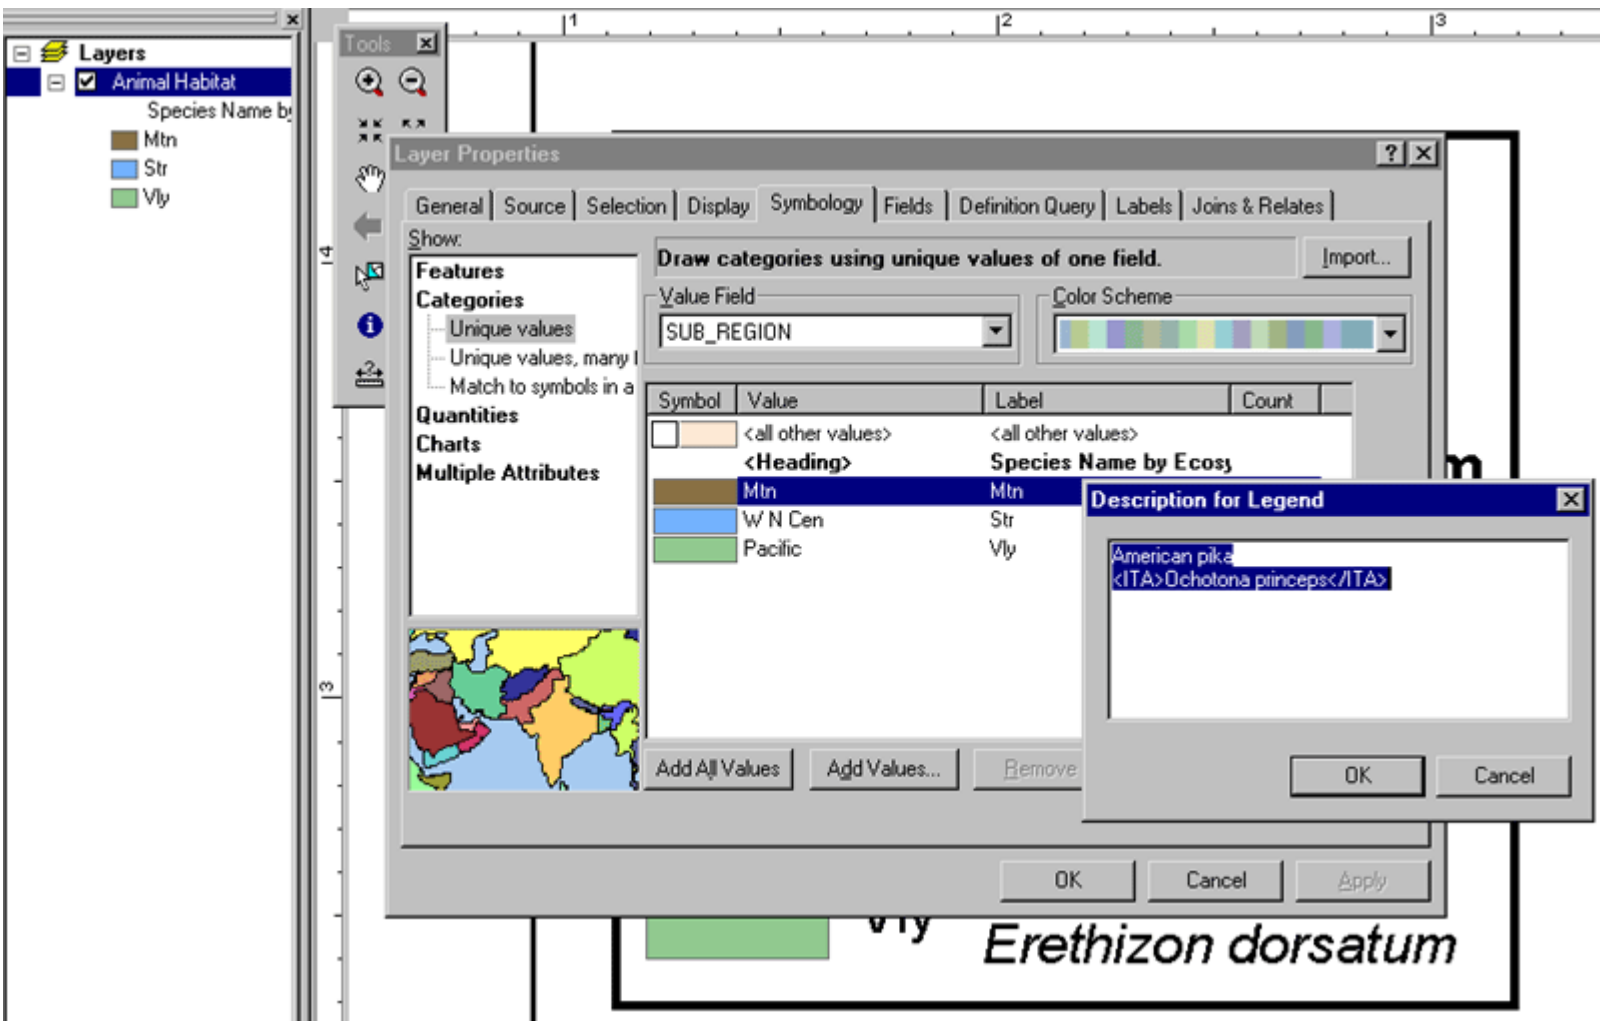 1
2
3
4
3
Layers
Animal Habitat
Species Name by
Mtn
Str
Vly
Tools
Layer Properties
General
Source
Selection
Display
Symbology
Fields
Definition Query
Labels
Joins & Relates
Show:
Features
Categories
Unique values
Unique values, many
Match to symbols in a
Quantities
Charts
Multiple Attributes
Draw categories using unique values of one field.
Import...
Value Field
SUB_REGION
Color Scheme
Symbol Value Label Count
<all other values> <all other values>
<Heading> Species Name by Ecosy
Mtn Mtn
W N Cen Str
Pacific Vly
Add All Values
Add Values...
Remove
Description for Legend
American pika
<ITA>Ochotona princeps</ITA>
OK
Cancel
OK
Cancel
Apply
Vly
Erethizon dorsatum